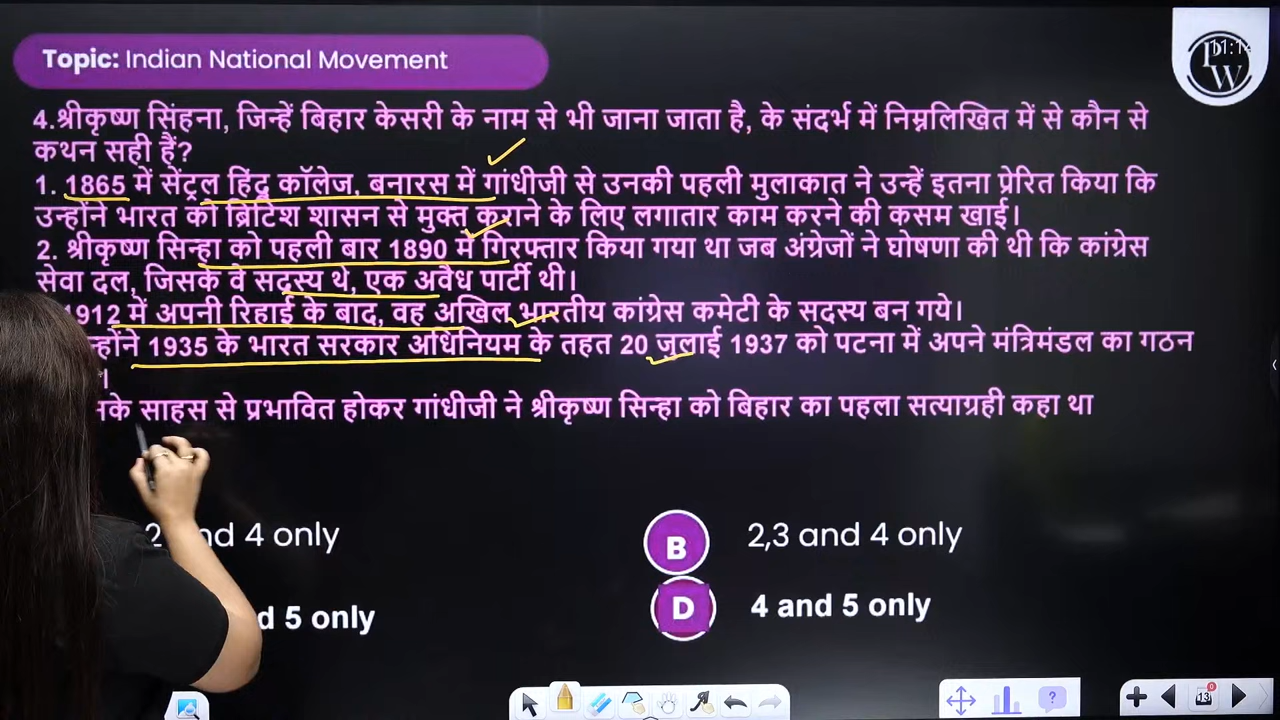 Topic: Indian National Movement
11:14
PW
4.श्रीकृष्ण सिंहना, जिन्हें बिहार केसरी के नाम से भी जाना जाता है, के संदर्भ में निम्नलिखित में से कौन से
कथन सही हैं?
1. 1865 में सेंट्रल हिंदू कॉलेज, बनारस में गांधीजी से उनकी पहली मुलाकात ने उन्हें इतना प्रेरित किया कि
उन्होंने भारत को ब्रिटिश शासन से मुक्त कराने के लिए लगातार काम करने की कसम खाई।
2. श्रीकृष्ण सिन्हा को पहली बार 1890 में गिरफ्तार किया गया था जब अंग्रेजों ने घोषणा की थी कि कांग्रेस
सेवा दल, जिसके वे सदस्य थे, एक अवैध पार्टी थी।
1912 में अपनी रिहाई के बाद, वह अखिल भारतीय कांग्रेस कमेटी के सदस्य बन गये।
1935 के भारत सरकार अधिनियम के तहत 20 जुलाई 1937 को पटना में अपने मंत्रिमंडल का गठन
।
साहस से प्रभावित होकर गांधीजी ने श्रीकृष्ण सिन्हा को बिहार का पहला सत्याग्रही कहा था
4 only
B 2,3 and 4 only
5 only
D 4 and 5 only